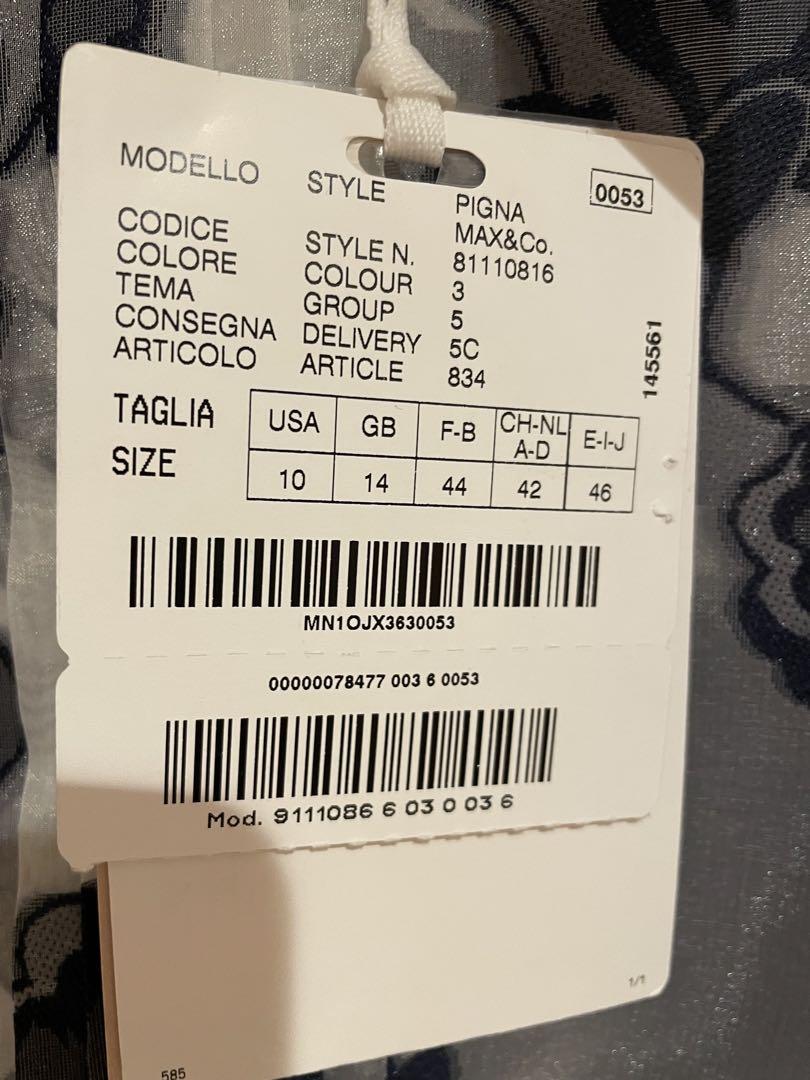 MODELLO STYLE PIGNA 0053
MAX&Co.
CODICE STYLE N. 81110816
COLORE COLOUR 3
TEMA GROUP 5
CONSEGNA DELIVERY 5C
ARTICOLO ARTICLE 834
145561
TAGLIA USA GB F-B CH-NL A-D E-I-J
SIZE 10 14 44 42 46
MN1OJX3630053
00000078477 003 6 0053
Mod. 9111086 6 03 0 03 6
1/1
585